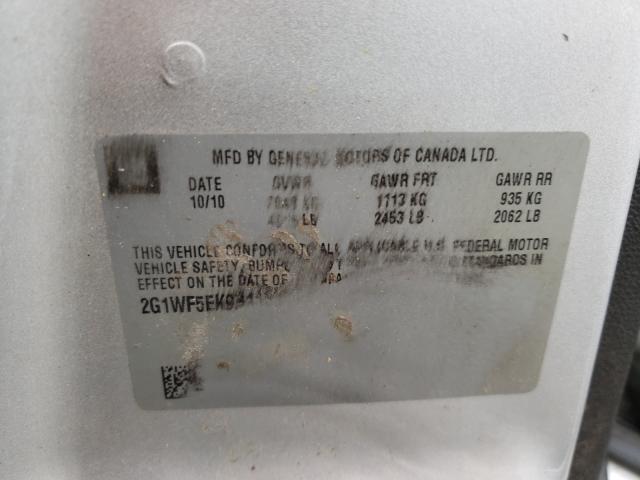 MFD BY GENERAL MOTORS OF CANADA LTD.
DATE GVWR GAWR FRT GAWR RR
10/10 KG 1113 KG 935 KG
LB 2453 LB 2062 LB
THIS VEHICLE CONFORMS TO ALL APPLICABLE U.S. FEDERAL MOTOR
VEHICLE SAFETY, STANDARDS IN
EFFECT ON THE DATE OF